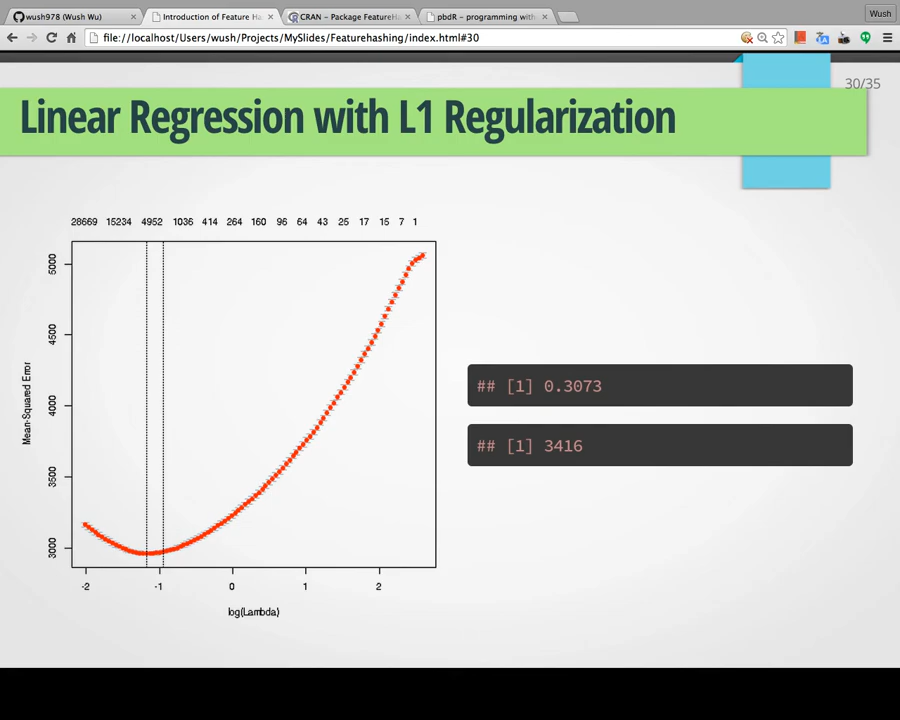 wush978 (Wush Wu)
Introduction of Feature Ha
CRAN - Package FeatureHa
pbdR – programming with
Wush
file://localhost/Users/wush/Projects/MySlides/Featurehashing/index.html#30
30/35
Linear Regression with L1 Regularization
28669 15234 4952 1036 414 264 160 96 64 43 25 17 15 7 1
5000
4500
4000
3500
3000
Mean-Squared Error
-2 -1 0 1 2
log(Lambda)
## [1] 0.3073
## [1] 3416